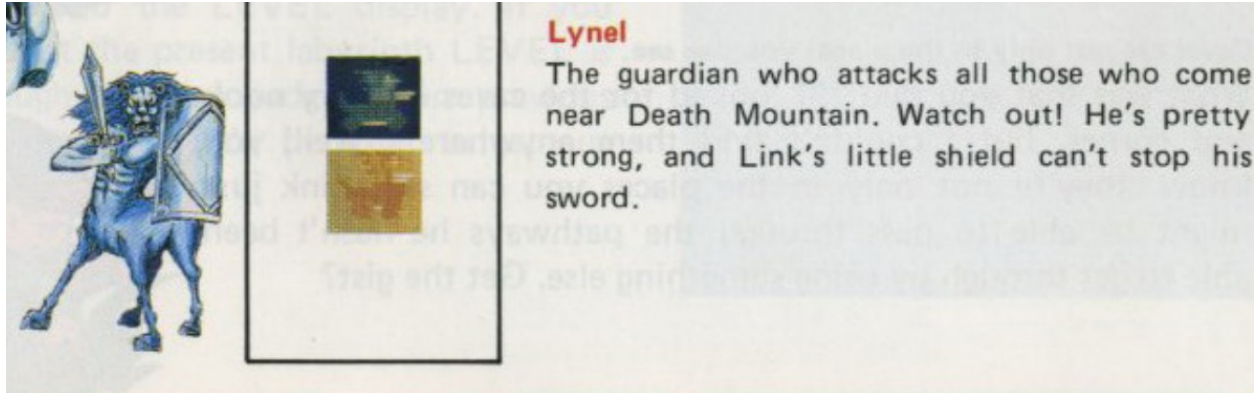 Lynel
The guardian who attacks all those who come
near Death Mountain. Watch out! He's pretty
strong, and Link's little shield can't stop his
sword.